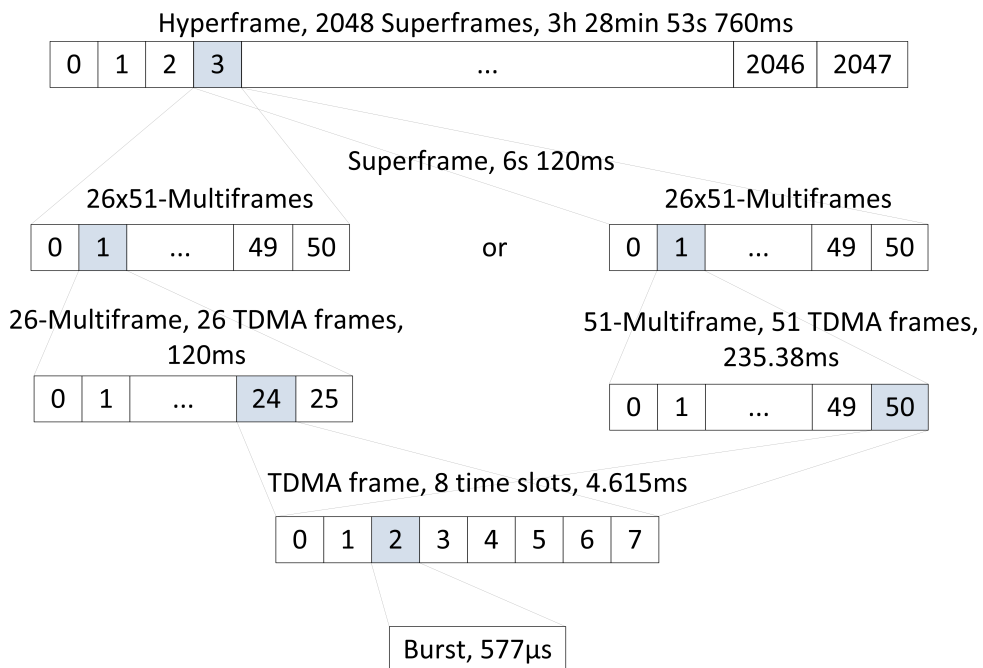 Hyperframe, 2048 Superframes, 3h 28min 53s 760ms
0 1 2 3 ... 2046 2047
Superframe, 6s 120ms
26x51-Multiframes
26x51-Multiframes
0 1 ... 49 50
or
0 1 ... 49 50
26-Multiframe, 26 TDMA frames,
120ms
51-Multiframe, 51 TDMA frames,
235.38ms
0 1 ... 24 25
0 1 ... 49 50
TDMA frame, 8 time slots, 4.615ms
0 1 2 3 4 5 6 7
Burst, 577µs